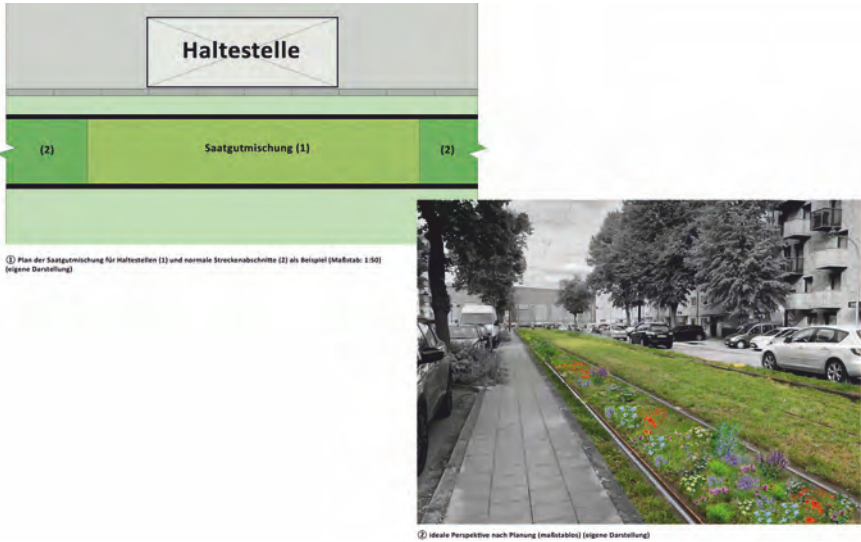 Haltestelle
(2)
Saatgutmischung (1)
(2)
① Plan der Saatgutmischung für Haltestellen (1) und normale Streckenabschnitte (2) als Beispiel (Maßstab: 1:50)
(eigene Darstellung)
② Ideale Perspektive nach Planung (maßstablos) (eigene Darstellung)